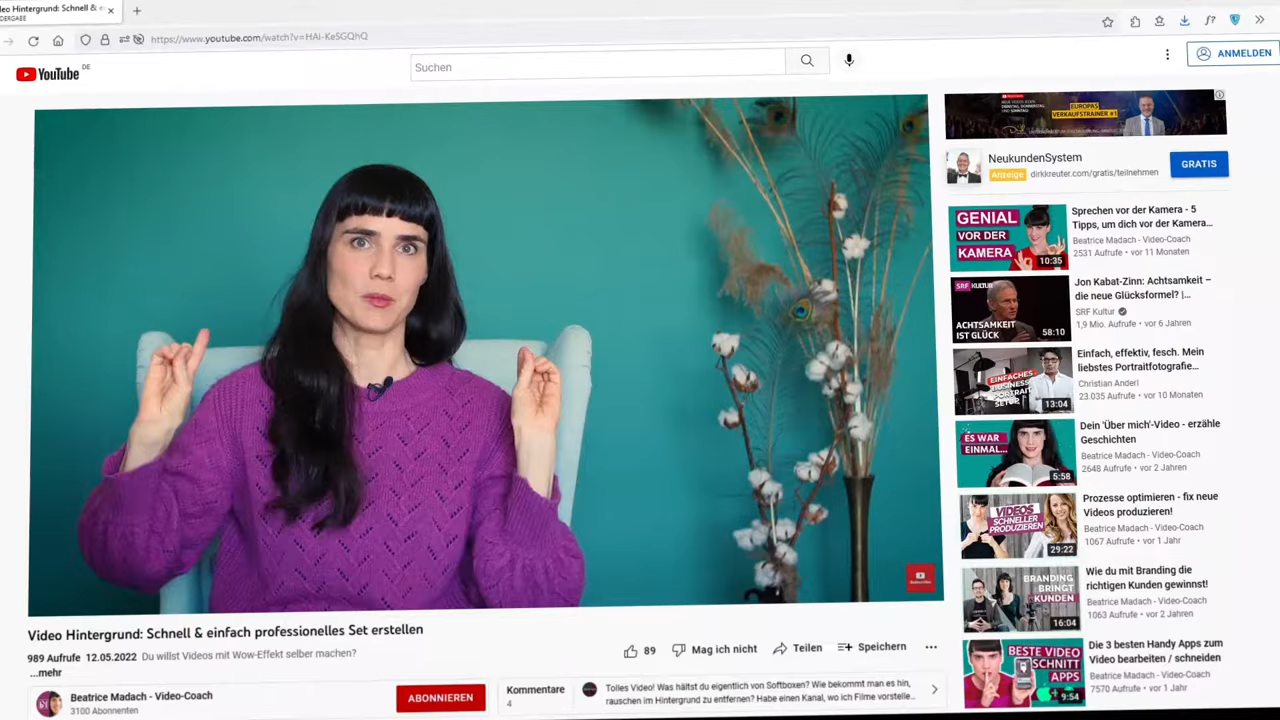 deo Hintergrund: Schnell & e
DERGABE
https://www.youtube.com/watch?v=HAI-KeSGQhQ
YouTube DE
Suchen
ANMELDEN
EUROPAS
VERKAUFSTRAINER #1
NeukundenSystem
Anzeige dirkkreuter.com/gratis/teilnehmen
GRATIS
GENIAL
VOR DER
KAMERA
10:35
Sprechen vor der Kamera - 5
Tipps, um dich vor der Kamera...
Beatrice Madach - Video-Coach
2531 Aufrufe • vor 11 Monaten
SRF KULTUR
ACHTSAMKEIT
IST GLÜCK
58:10
Jon Kabat-Zinn: Achtsamkeit –
die neue Glücksformel? |...
SRF Kultur
1,9 Mio. Aufrufe • vor 6 Jahren
EINFACHES
BUSINESS
PORTRAIT
SETUP
13:04
Einfach, effektiv, fesch. Mein
liebstes Portraitfotografie...
Christian Anderl
23.035 Aufrufe • vor 10 Monaten
ES WAR
EINMAL...
5:58
Dein 'Über mich'-Video - erzähle
Geschichten
Beatrice Madach - Video-Coach
2648 Aufrufe • vor 2 Jahren
VIDEOS
SCHNELLER
PRODUZIEREN
29:22
Prozesse optimieren - fix neue
Videos produzieren!
Beatrice Madach - Video-Coach
1067 Aufrufe • vor 1 Jahr
BRANDING
BRINGT
KUNDEN
16:04
Wie du mit Branding die
richtigen Kunden gewinnst!
Beatrice Madach - Video-Coach
1063 Aufrufe • vor 2 Jahren
BESTE VIDEO
SCHNITT
APPS
9:54
Die 3 besten Handy Apps zum
Video bearbeiten / schneiden
Beatrice Madach - Video-Coach
7570 Aufrufe • vor 1 Jahr
Video Hintergrund: Schnell & einfach professionelles Set erstellen
989 Aufrufe 12.05.2022 Du willst Videos mit Wow-Effekt selber machen?
...mehr
89 Mag ich nicht Teilen Speichern
Beatrice Madach - Video-Coach
3100 Abonnenten
ABONNIEREN
Kommentare
4
Tolles Video! Was hältst du eigentlich von Softboxen? Wie bekommt man es hin,
rauschen im Hintergrund zu entfernen? Habe einen Kanal, wo ich Filme vorstelle...